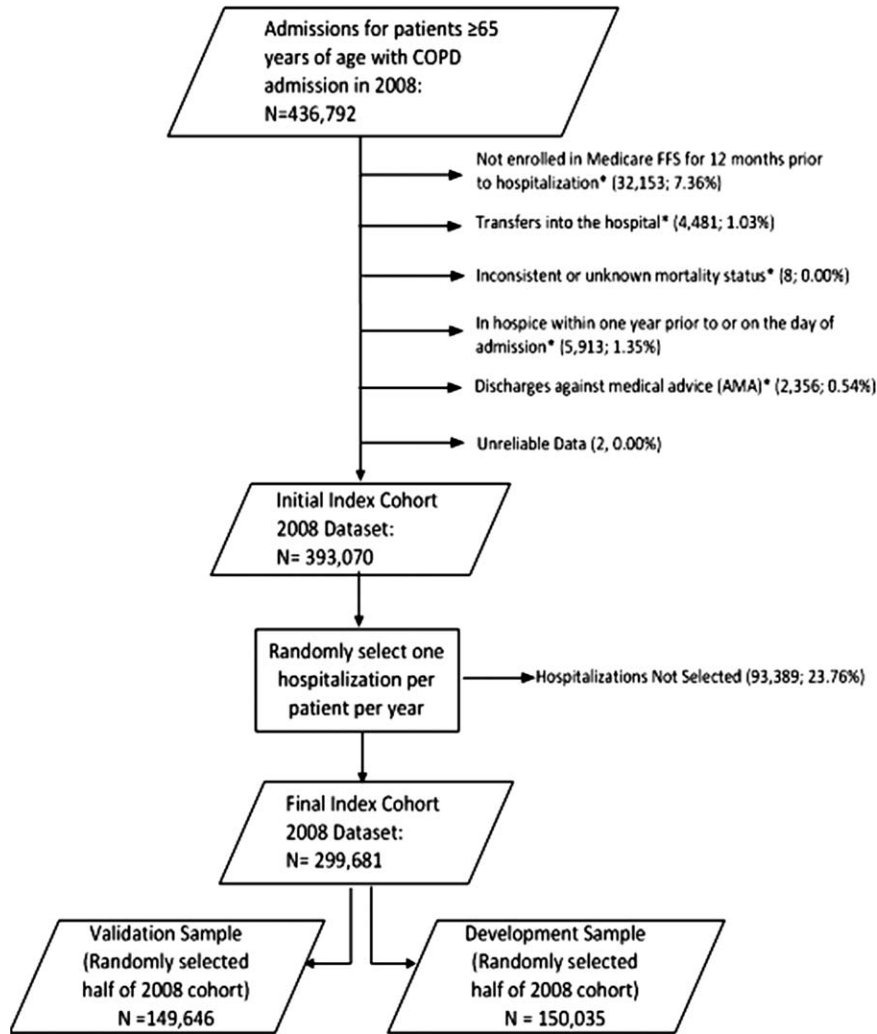 Admissions for patients ≥65
years of age with COPD
admission in 2008:
N=436,792
Not enrolled in Medicare FFS for 12 months prior
to hospitalization* (32,153; 7.36%)
Transfers into the hospital* (4,481; 1.03%)
Inconsistent or unknown mortality status* (8; 0.00%)
In hospice within one year prior to or on the day of
admission* (5,913; 1.35%)
Discharges against medical advice (AMA)* (2,356; 0.54%)
Unreliable Data (2, 0.00%)
Initial Index Cohort
2008 Dataset:
N= 393,070
Randomly select one
hospitalization per
patient per year
Hospitalizations Not Selected (93,389; 23.76%)
Final Index Cohort
2008 Dataset:
N= 299,681
Validation Sample
(Randomly selected
half of 2008 cohort)
N =149,646
Development Sample
(Randomly selected
half of 2008 cohort)
N = 150,035